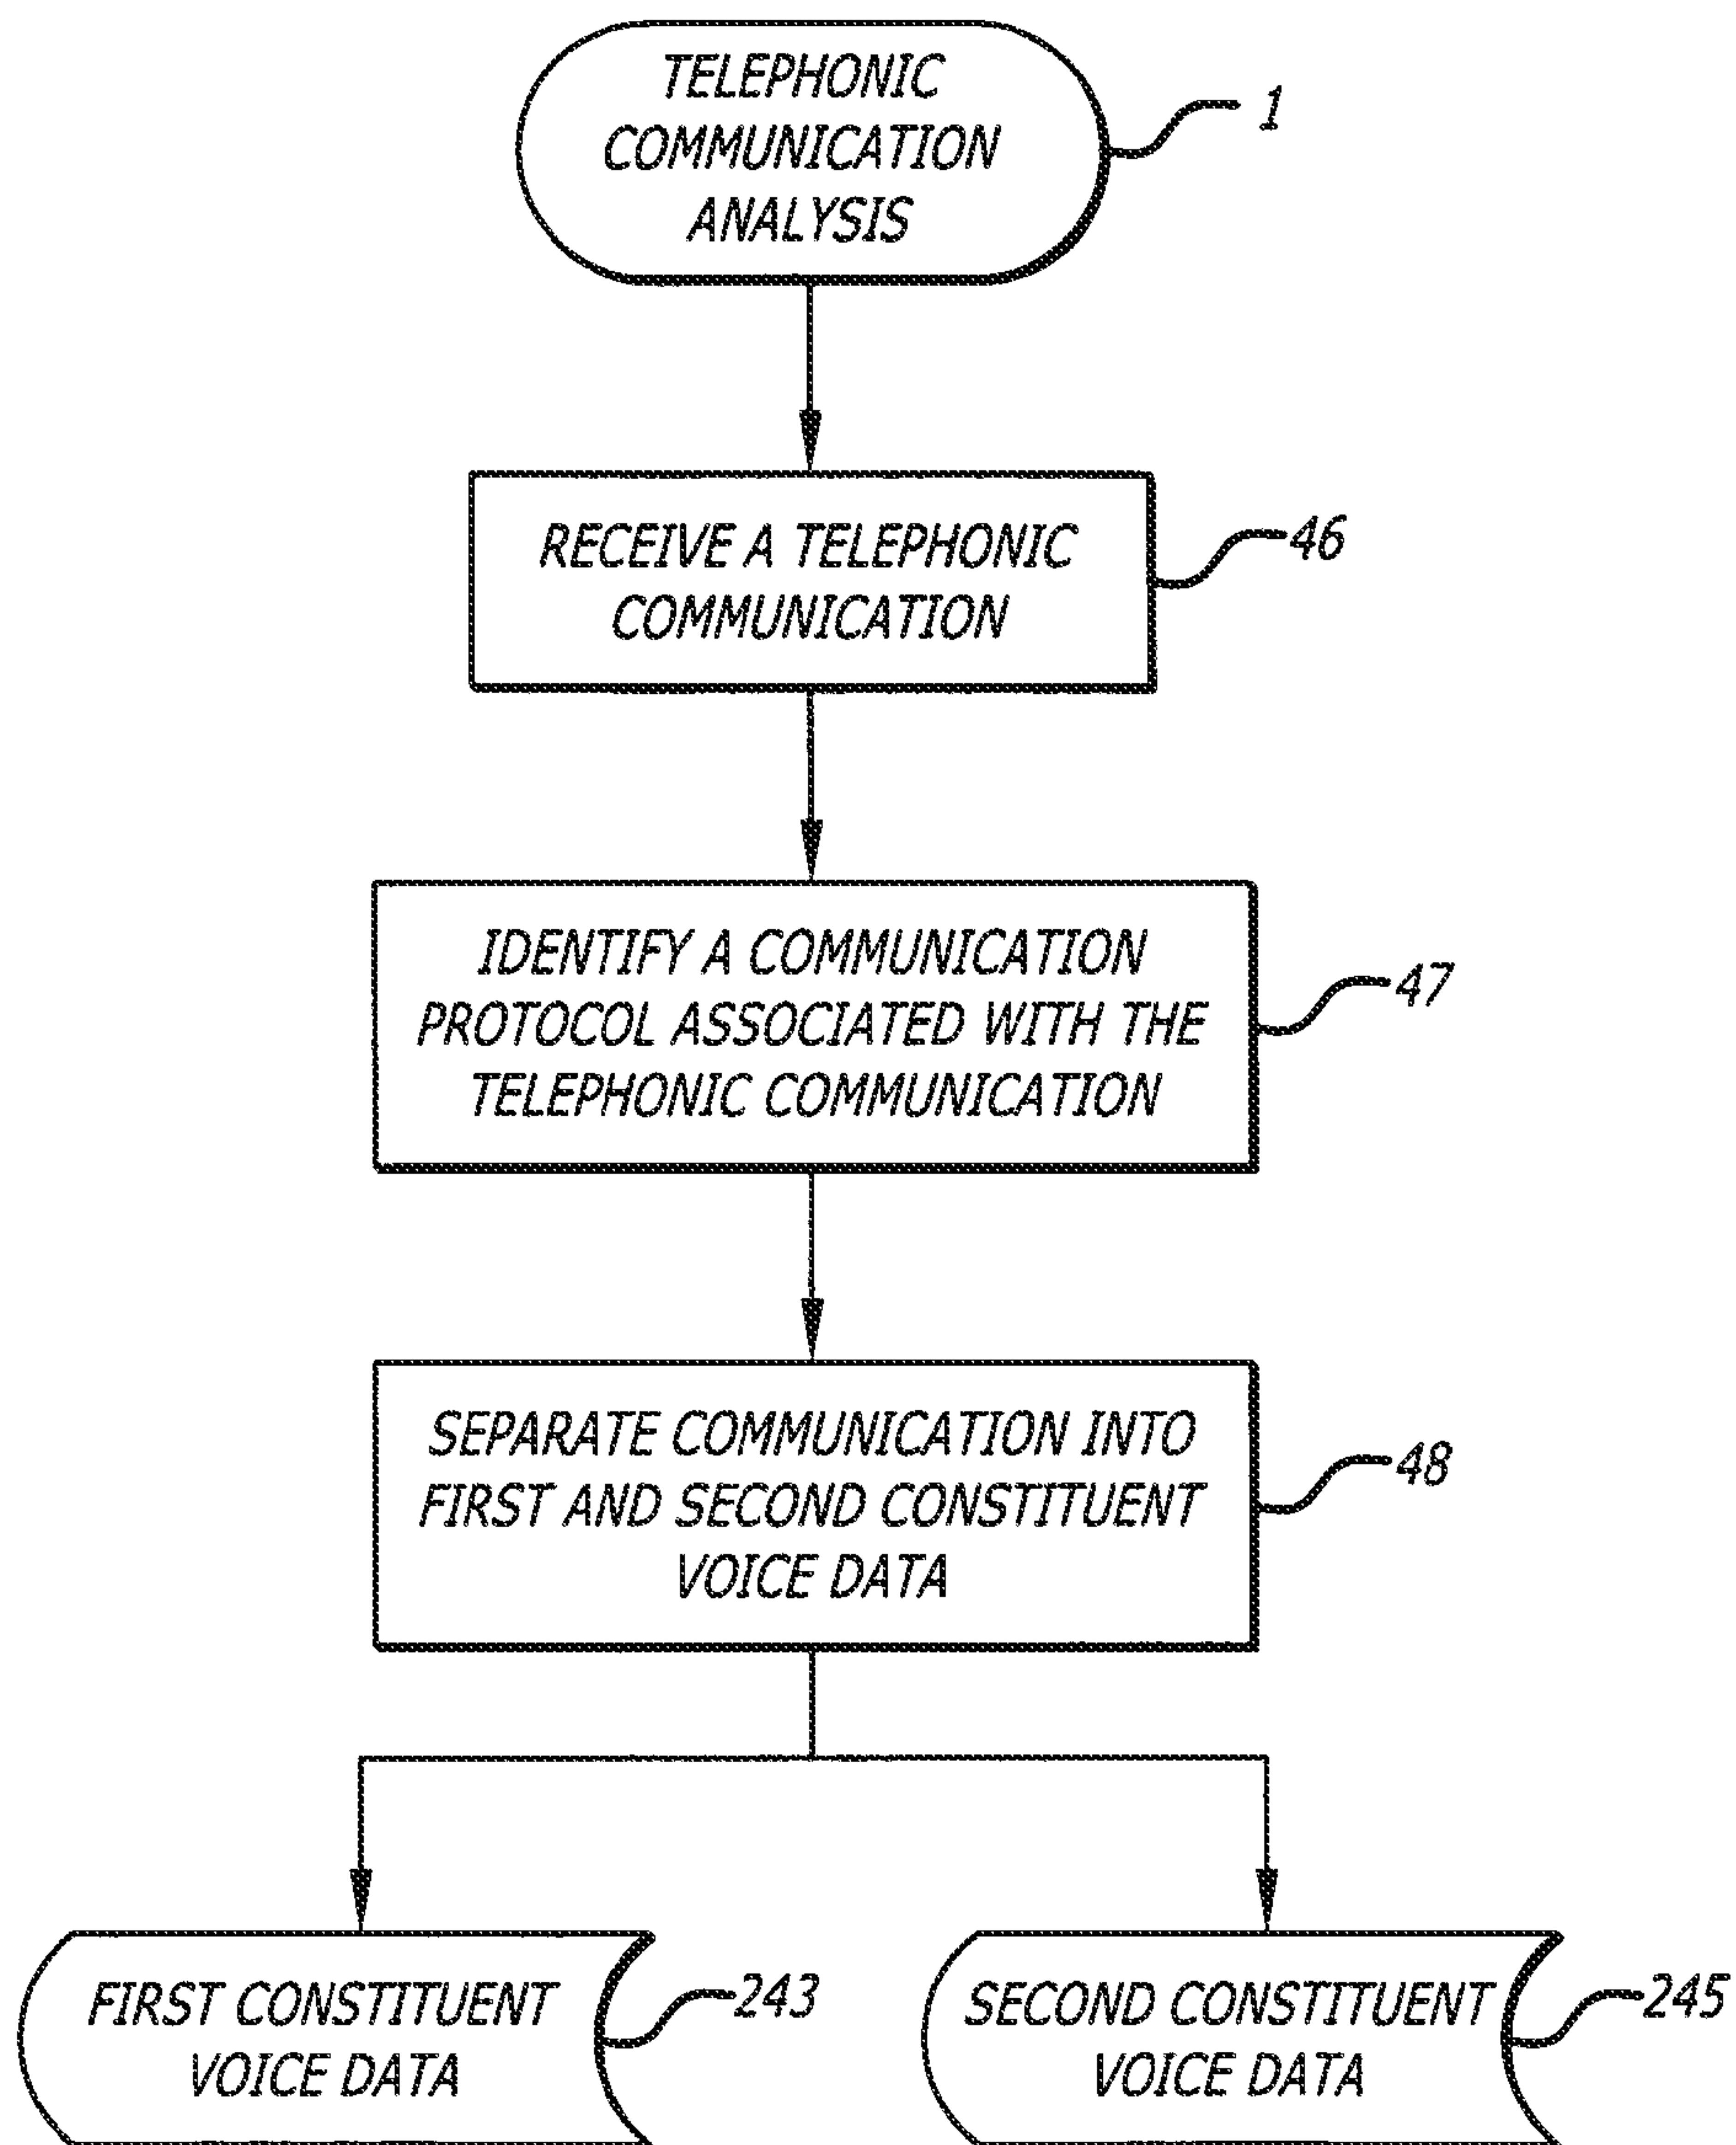 TELEPHONIC
COMMUNICATION
ANALYSIS
1
RECEIVE A TELEPHONIC
COMMUNICATION
46
IDENTIFY A COMMUNICATION
PROTOCOL ASSOCIATED WITH THE
TELEPHONIC COMMUNICATION
47
SEPARATE COMMUNICATION INTO
FIRST AND SECOND CONSTITUENT
VOICE DATA
48
FIRST CONSTITUENT
VOICE DATA
243
SECOND CONSTITUENT
VOICE DATA
245